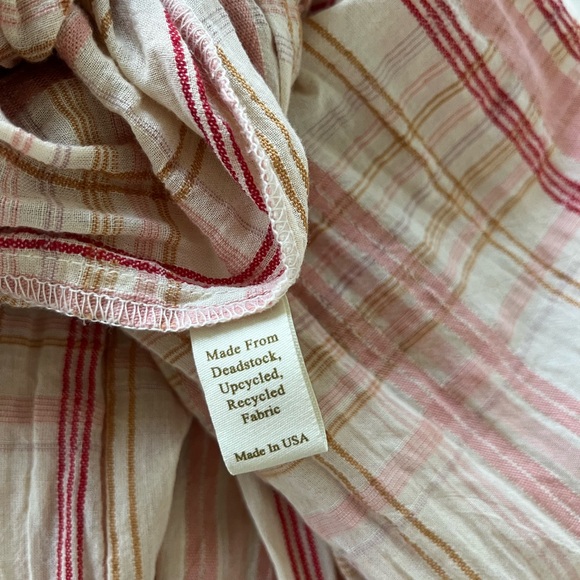 Made From
Deadstock,
Upcycled,
Recycled
Fabric
Made In USA